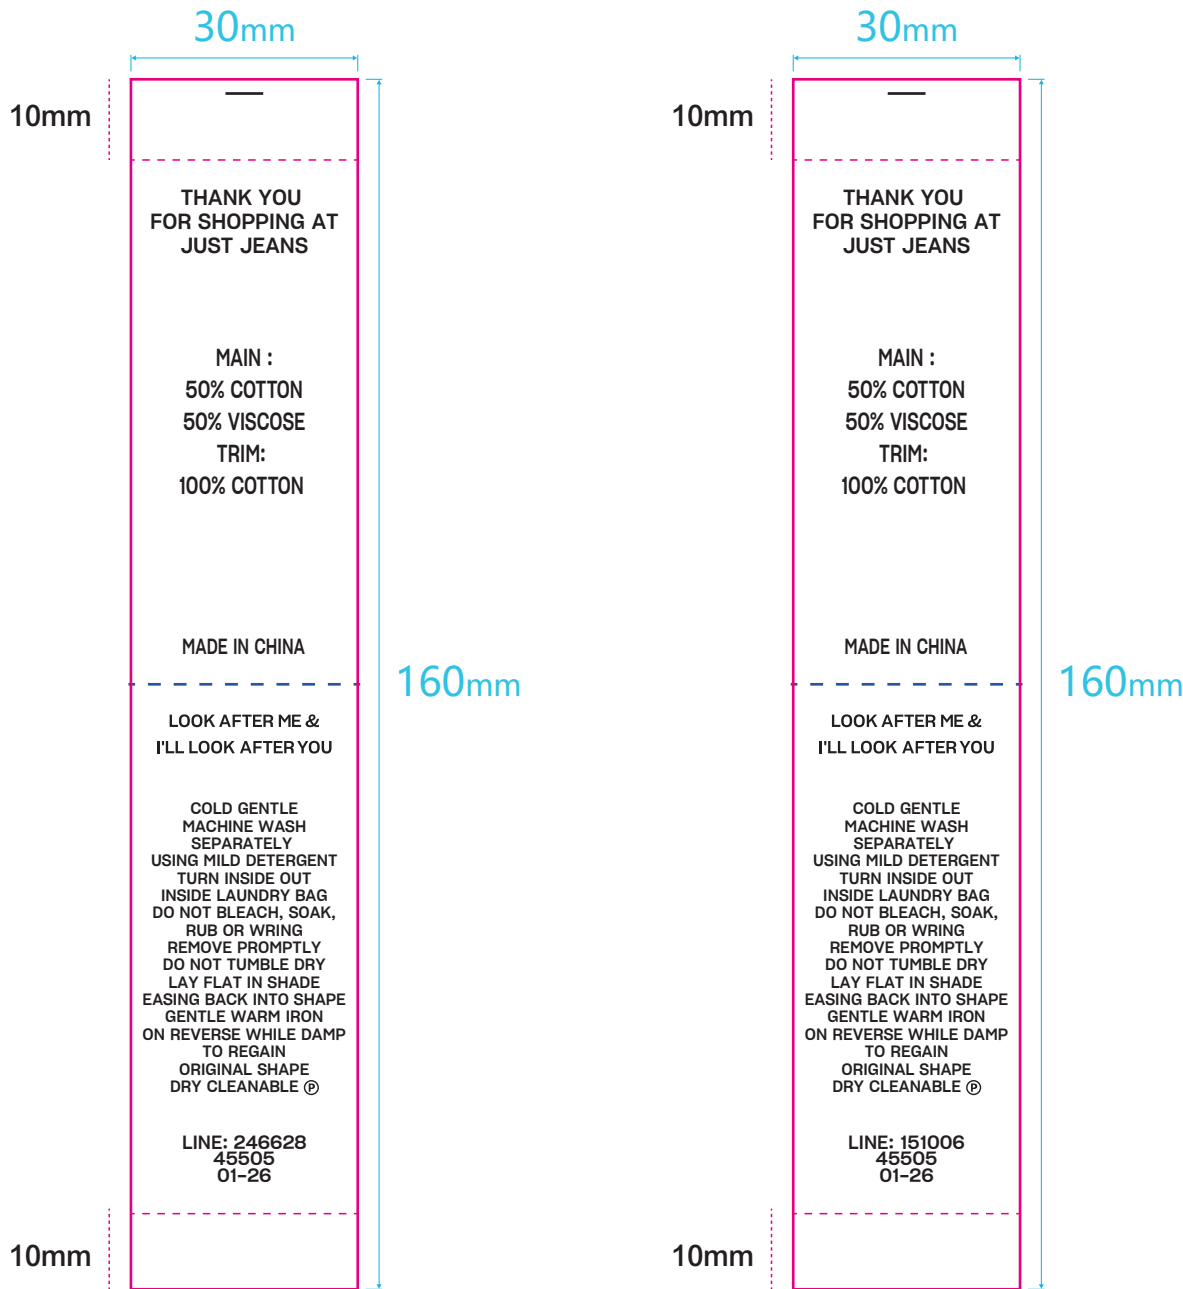 30mm
10mm
THANK YOU
FOR SHOPPING AT
JUST JEANS
MAIN :
50% COTTON
50% VISCOSE
TRIM:
100% COTTON
MADE IN CHINA
160mm
LOOK AFTER ME &
I'LL LOOK AFTER YOU
COLD GENTLE
MACHINE WASH
SEPARATELY
USING MILD DETERGENT
TURN INSIDE OUT
INSIDE LAUNDRY BAG
DO NOT BLEACH, SOAK,
RUB OR WRING
REMOVE PROMPTLY
DO NOT TUMBLE DRY
LAY FLAT IN SHADE
EASING BACK INTO SHAPE
GENTLE WARM IRON
ON REVERSE WHILE DAMP
TO REGAIN
ORIGINAL SHAPE
DRY CLEANABLE Ⓟ
LINE: 246628
45505
01-26
10mm
30mm
10mm
THANK YOU
FOR SHOPPING AT
JUST JEANS
MAIN :
50% COTTON
50% VISCOSE
TRIM:
100% COTTON
MADE IN CHINA
160mm
LOOK AFTER ME &
I'LL LOOK AFTER YOU
COLD GENTLE
MACHINE WASH
SEPARATELY
USING MILD DETERGENT
TURN INSIDE OUT
INSIDE LAUNDRY BAG
DO NOT BLEACH, SOAK,
RUB OR WRING
REMOVE PROMPTLY
DO NOT TUMBLE DRY
LAY FLAT IN SHADE
EASING BACK INTO SHAPE
GENTLE WARM IRON
ON REVERSE WHILE DAMP
TO REGAIN
ORIGINAL SHAPE
DRY CLEANABLE Ⓟ
LINE: 151006
45505
01-26
10mm